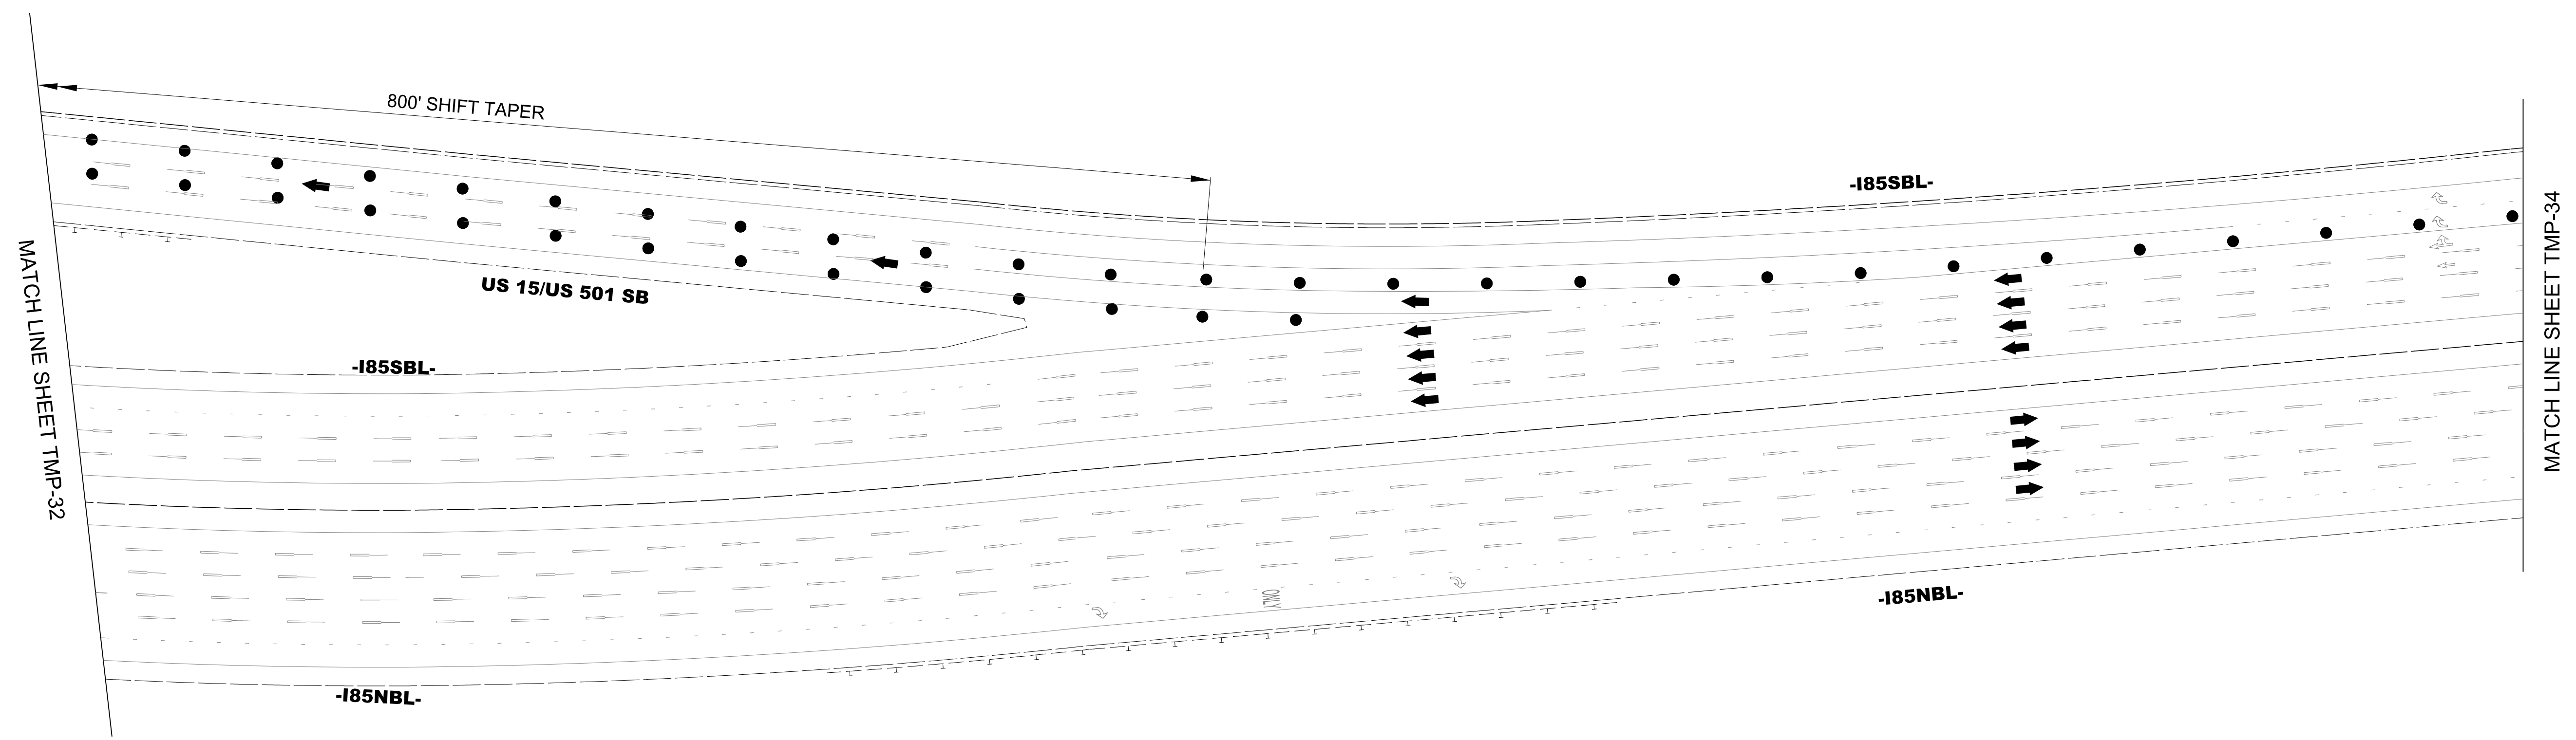 800' SHIFT TAPER
-I85SBL-
MATCH LINE SHEET TMP-34
MATCH LINE SHEET TMP-32
US 15/US 501 SB
-I85SBL-
ONLY
-I85NBL-
-I85NBL-